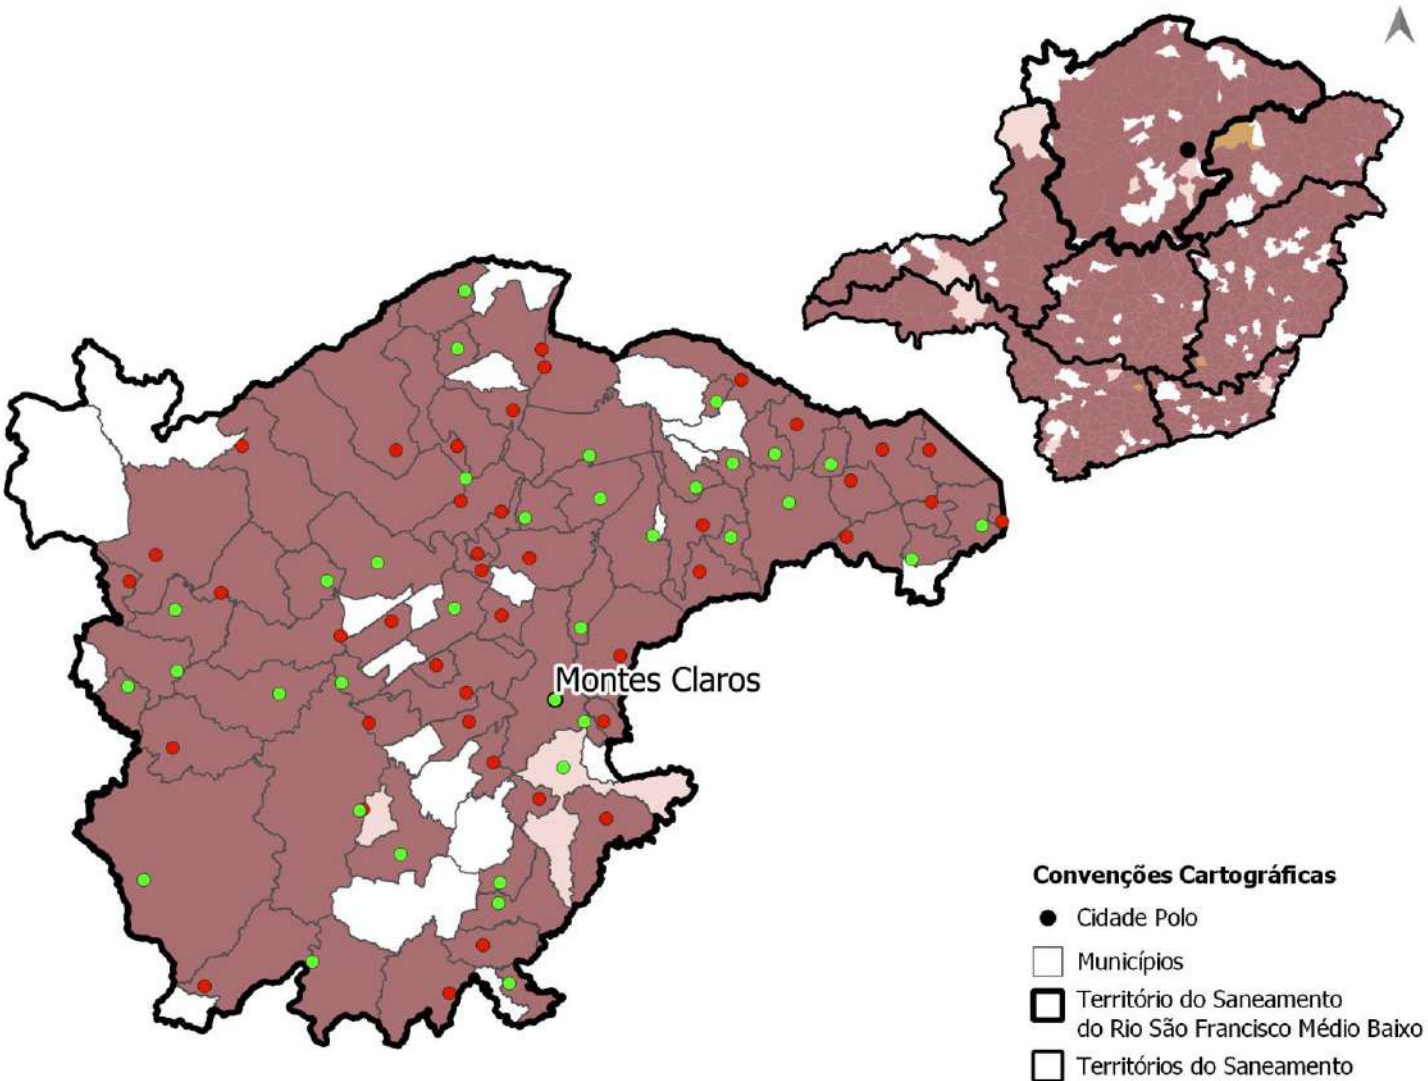 Montes Claros
Convenções Cartográficas
Cidade Polo
Municípios
Território do Saneamento
do Rio São Francisco Médio Baixo
Territórios do Saneamento